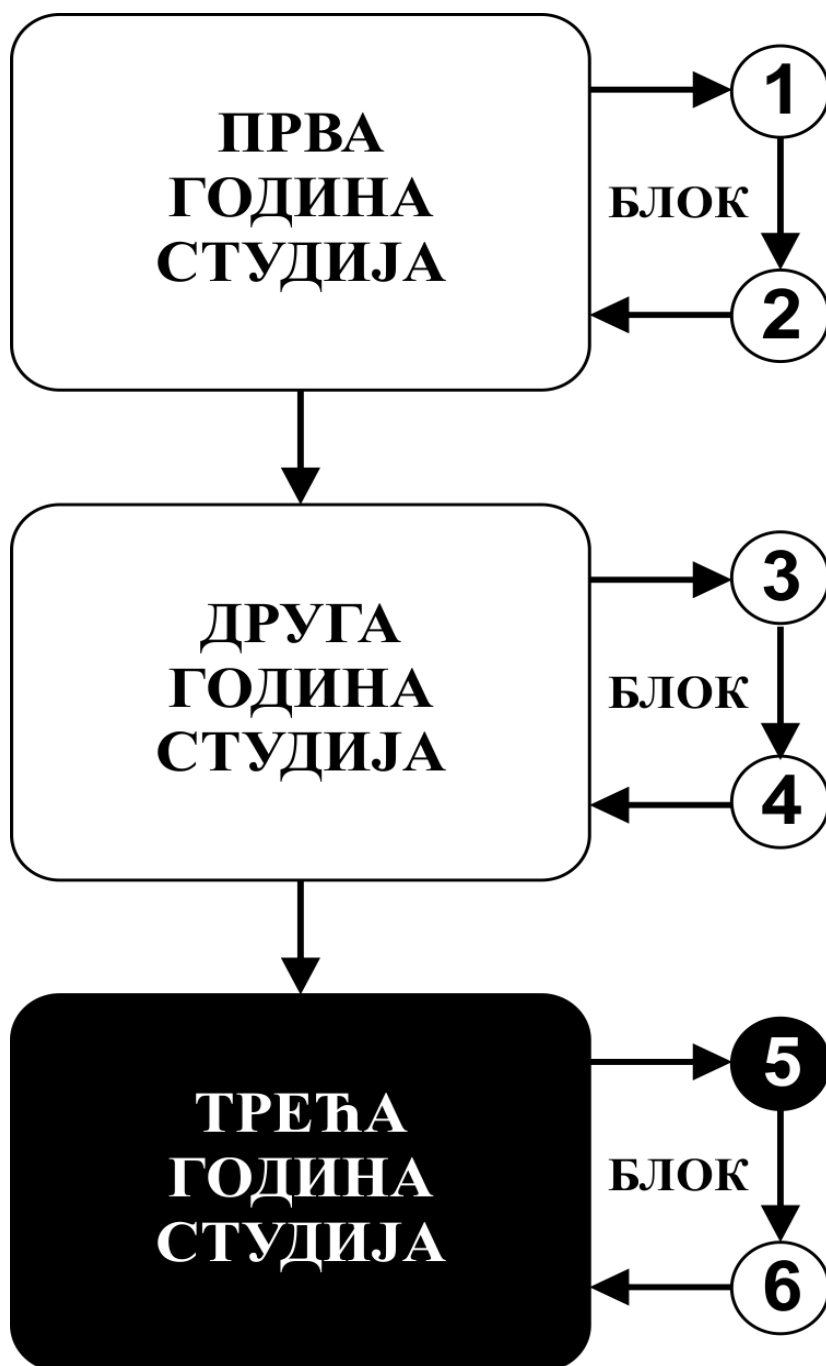 ПРВА
ГОДИНА
СТУДИЈА
1
БЛОК
2
ДРУГА
ГОДИНА
СТУДИЈА
3
БЛОК
4
ТРЕЋА
ГОДИНА
СТУДИЈА
5
БЛОК
6